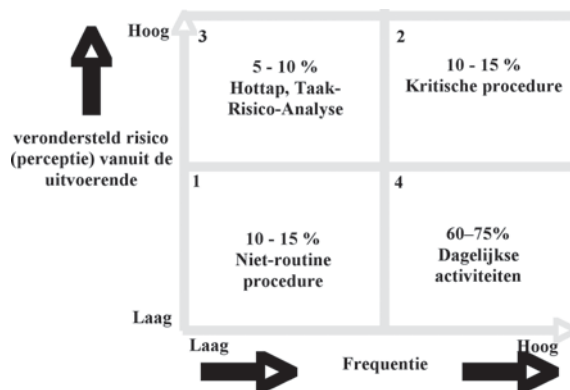 Hoog
3
2
5 - 10 %
Hottap, Taak-
Risico-Analyse
10 - 15 %
Kritische procedure
verondersteld risico
(perceptie) vanuit de
uitvoerende
1
4
10 - 15 %
Niet-routine
procedure
60–75%
Dagelijkse
activiteiten
Laag
Laag
Frequentie
Hoog